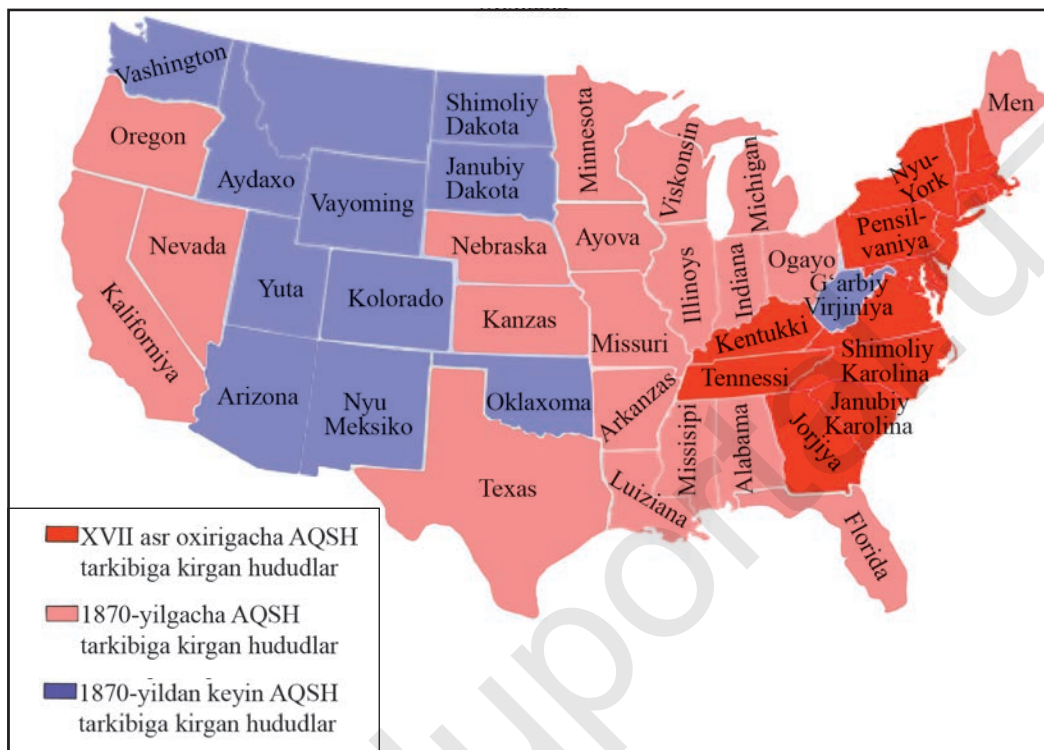 Vashington
Oregon
Aydaxo
Shimoliy
Dakota
Janubiy
Dakota
Vayoming
Nevada
Kaliforniya
Yuta
Kolorado
Arizona
Nyu
Meksiko
Nebraska
Kanzas
Oklaxoma
Texas
Minnesota
Ayova
Missuri
Arkanzas
Luiziana
Viskonsin
Illinoys
Michigan
Indiana
Ogayo
Kentukki
Tennessi
Missisipi
Alabama
Jorjiya
Florida
G‘arbiy
Virjiniya
Shimoliy
Karolina
Janubiy
Karolina
Pensil-
vaniya
Nyu-
York
Men
XVII asr oxirigacha AQSH
tarkibiga kirgan hududlar
1870-yilgacha AQSH
tarkibiga kirgan hududlar
1870-yildan keyin AQSH
tarkibiga kirgan hududlar